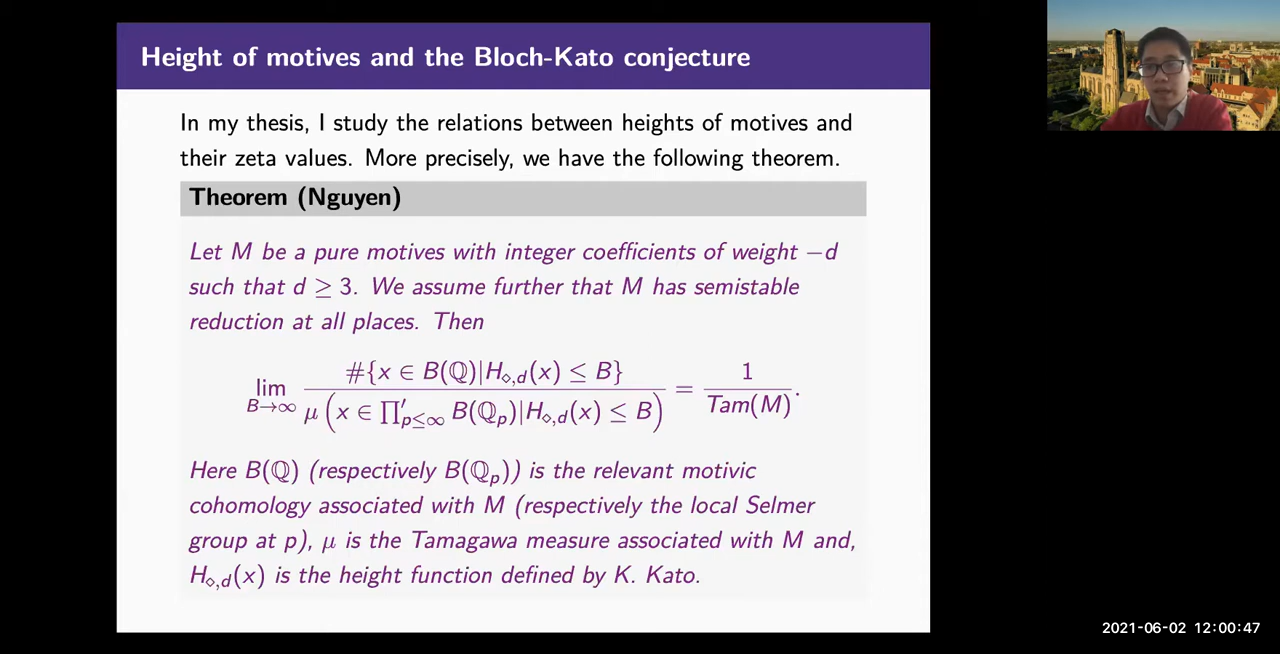 Height of motives and the Bloch-Kato conjecture
In my thesis, I study the relations between heights of motives and
their zeta values. More precisely, we have the following theorem.
Theorem (Nguyen)
Let M be a pure motives with integer coefficients of weight −d
such that d ≥ 3. We assume further that M has semistable
reduction at all places. Then
lim_{B→∞} #{x ∈ B(ℚ)|H_{⋄,d}(x) ≤ B} / μ(x ∈ ∏′_{p≤∞} B(ℚ_p)|H_{⋄,d}(x) ≤ B) = 1 / Tam(M).
Here B(ℚ) (respectively B(ℚ_p)) is the relevant motivic
cohomology associated with M (respectively the local Selmer
group at p), μ is the Tamagawa measure associated with M and,
H_{⋄,d}(x) is the height function defined by K. Kato.
2021-06-02 12:00:47